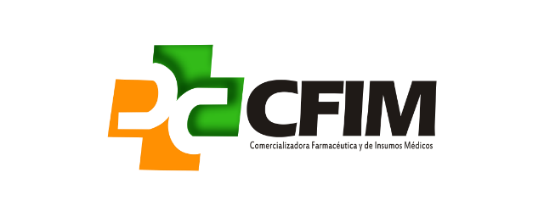 CFIM
Comercializadora Farmacéutica y de Insumos Médicos